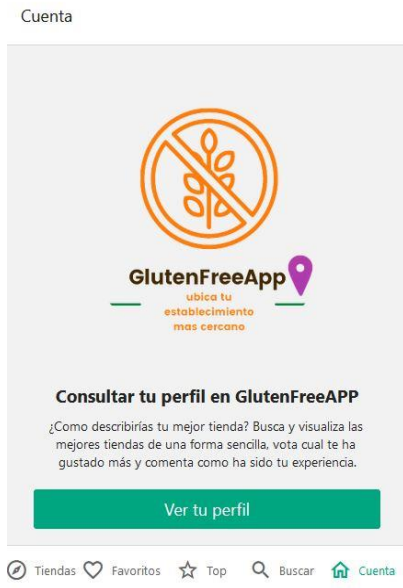 Cuenta
GlutenFreeApp
ubica tu
establecimiento
mas cercano
Consultar tu perfil en GlutenFreeAPP
¿Como describirías tu mejor tienda? Busca y visualiza las
mejores tiendas de una forma sencilla, vota cual te ha
gustado más y comenta como ha sido tu experiencia.
Ver tu perfil
Tiendas Favoritos Top Buscar Cuenta